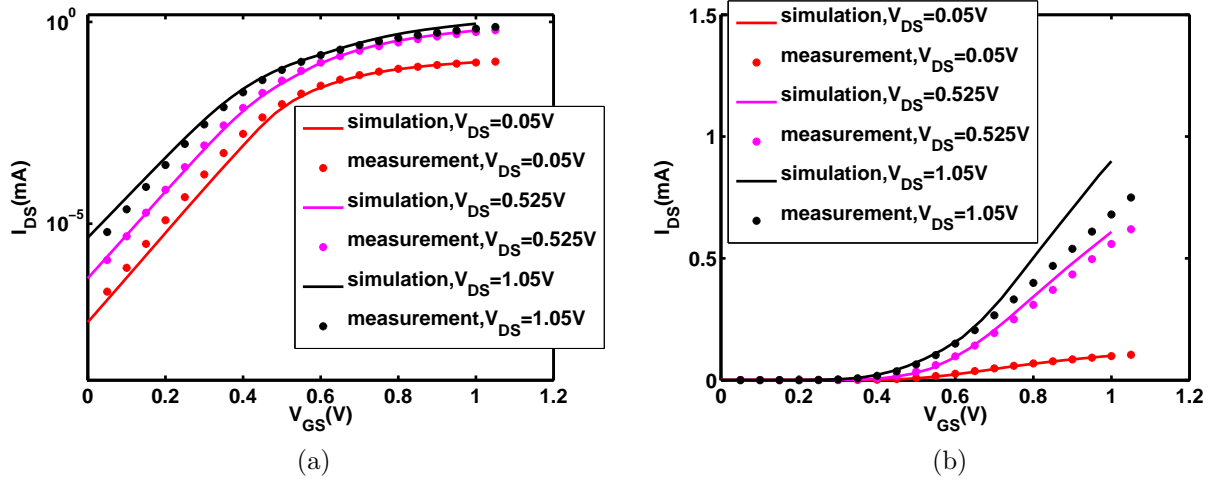 10^0
10^-5
I_DS(mA)
0
0.2
0.4
0.6
0.8
1
1.2
V_GS(V)
simulation,V_DS=0.05V
measurement,V_DS=0.05V
simulation,V_DS=0.525V
measurement,V_DS=0.525V
simulation,V_DS=1.05V
measurement,V_DS=1.05V
(a)
1.5
1
0.5
0
I_DS(mA)
0
0.2
0.4
0.6
0.8
1
1.2
V_GS(V)
simulation,V_DS=0.05V
measurement,V_DS=0.05V
simulation,V_DS=0.525V
measurement,V_DS=0.525V
simulation,V_DS=1.05V
measurement,V_DS=1.05V
(b)